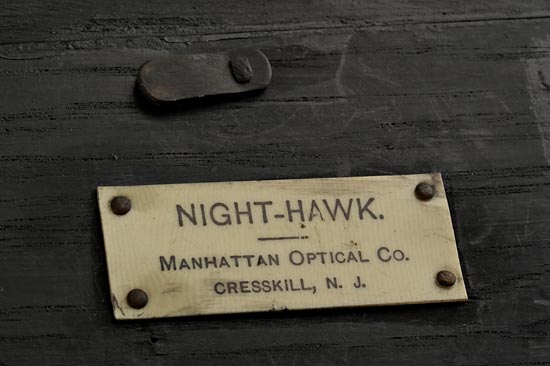 NIGHT-HAWK.
MANHATTAN OPTICAL CO.
CRESSKILL, N. J.